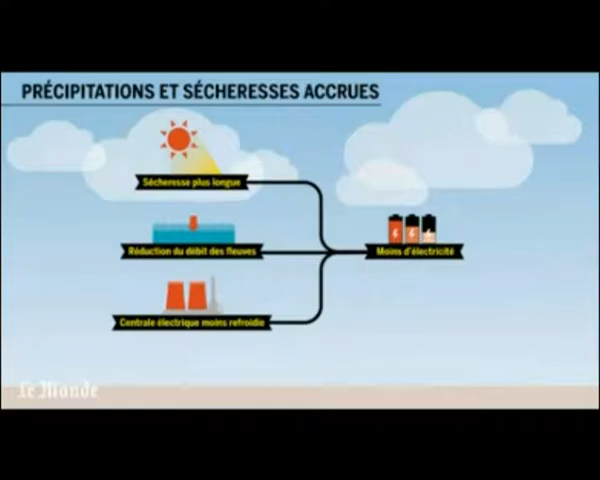 PRÉCIPITATIONS ET SÉCHERESSES ACCRUES
Sécheresse plus longue
Réduction du débit des fleuves
Moins d'électricité
Centrale électrique moins refroidie
Le Monde